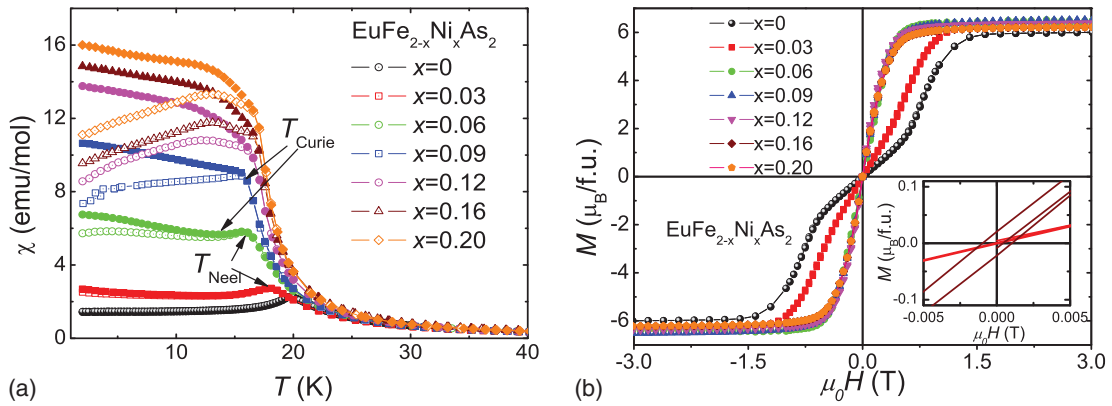 EuFe2-xNixAs2
x=0
x=0.03
x=0.06
x=0.09
x=0.12
x=0.16
x=0.20
TCurie
TNeel
16
12
8
4
0
χ (emu/mol)
10
20
30
40
T (K)
(a)
x=0
x=0.03
x=0.06
x=0.09
x=0.12
x=0.16
x=0.20
6
4
2
0
-2
-4
-6
M (μB/f.u.)
EuFe2-xNixAs2
0.1
0.0
-0.1
M (μB/f.u.)
-0.005
0.000
0.005
μ0H (T)
-3.0
-1.5
0.0
1.5
3.0
μ0H (T)
(b)